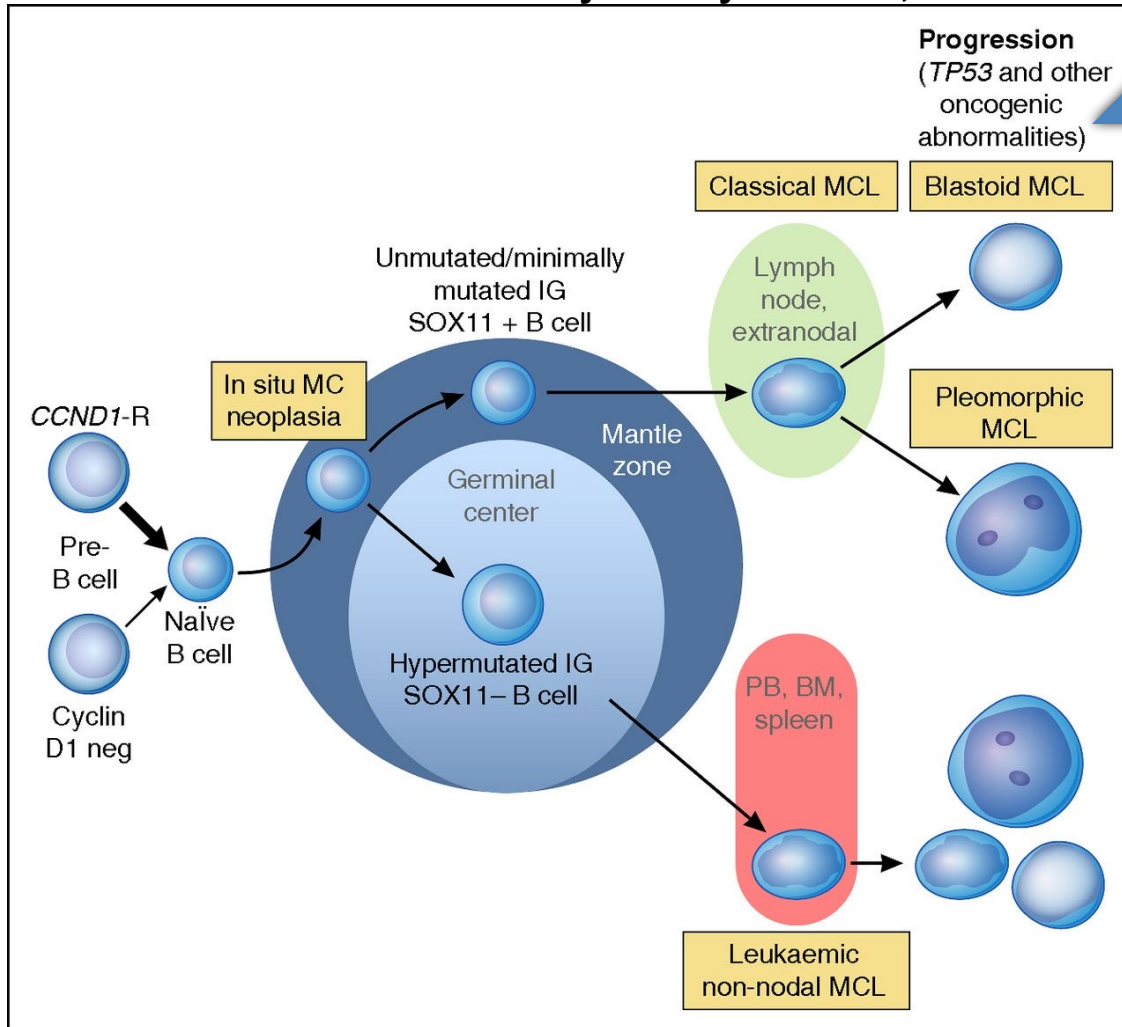 Progression
(TP53 and other
oncogenic
abnormalities)
Classical MCL
Blastoid MCL
Unmutated/minimally
mutated IG
SOX11 + B cell
Lymph
node,
extranodal
In situ MC
neoplasia
Pleomorphic
MCL
CCND1-R
Mantle
zone
Germinal
center
Pre-
B cell
NaÏve
B cell
Hypermutated IG
SOX11– B cell
PB, BM,
spleen
Cyclin
D1 neg
Leukaemic
non-nodal MCL